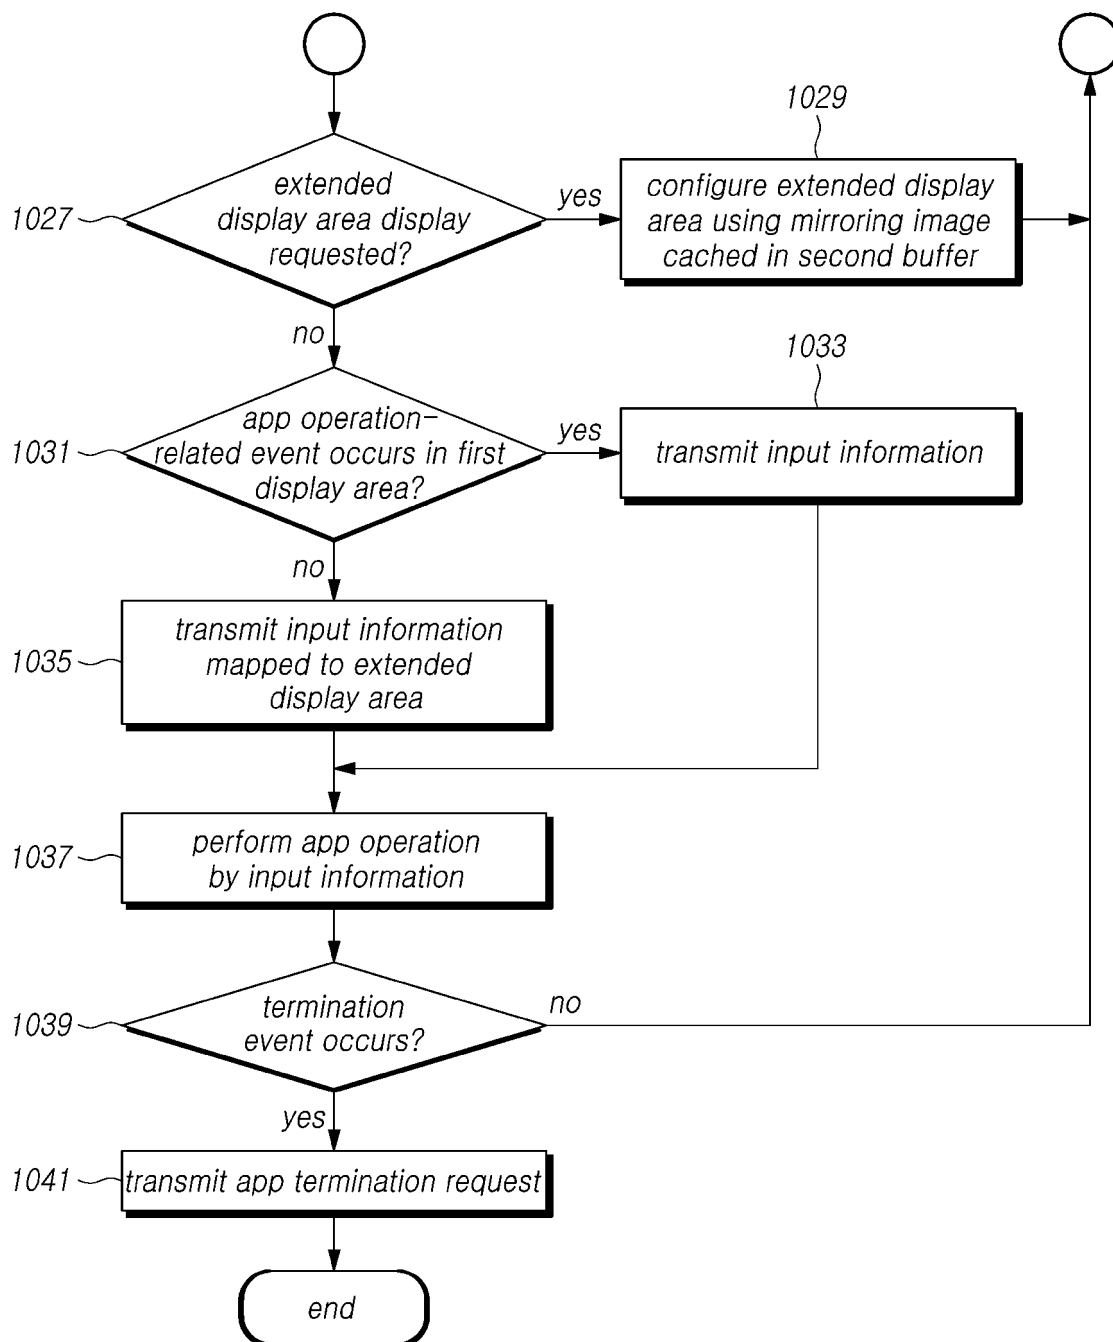 1029
extended
display area display
requested?
1027
yes
configure extended display
area using mirroring image
cached in second buffer
no
1033
app operation-
related event occurs in first
display area?
1031
yes
transmit input information
no
transmit input information
mapped to extended
display area
1035
perform app operation
by input information
1037
termination
event occurs?
1039
no
yes
1041
transmit app termination request
end